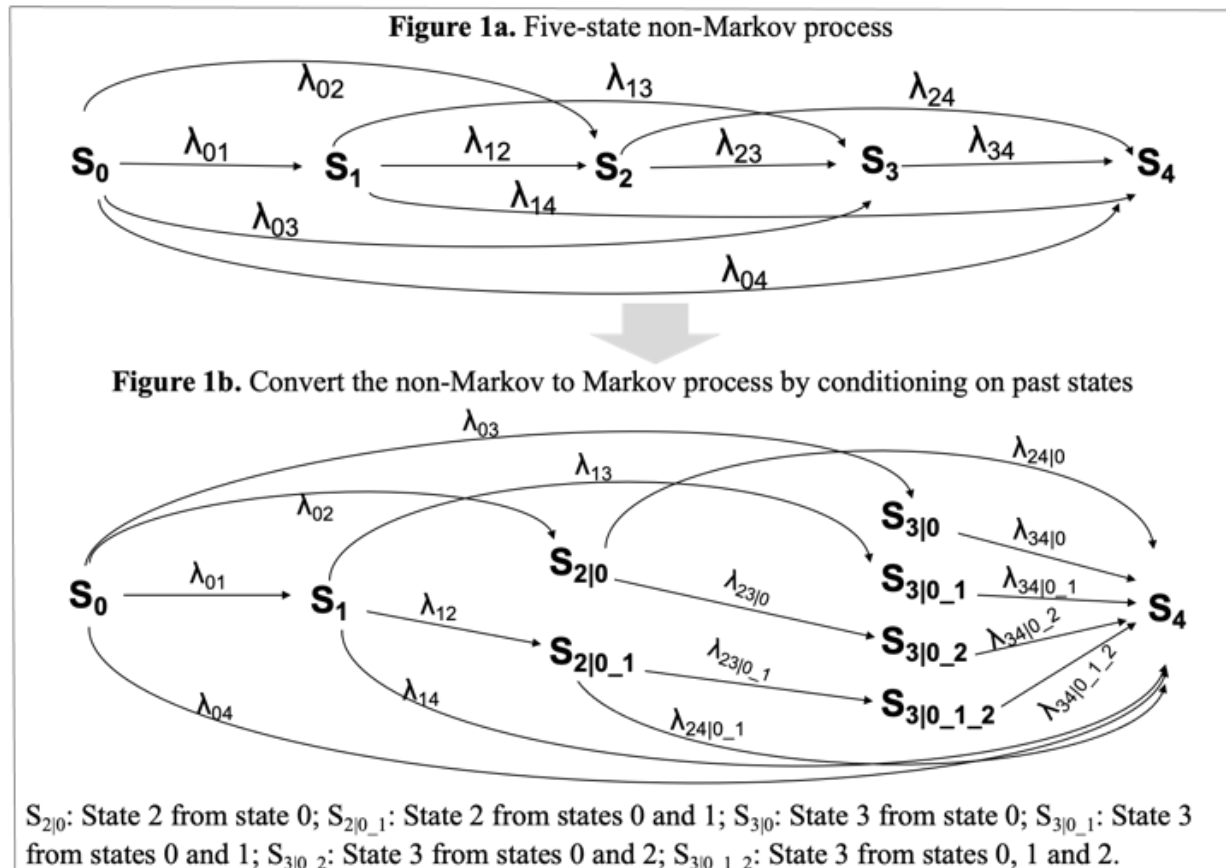 Figure 1a. Five-state non-Markov process
λ02 λ13 λ24
λ01 λ12 λ23 λ34
S0 S1 S2 S3 S4
λ14
λ03
λ04
Figure 1b. Convert the non-Markov to Markov process by conditioning on past states
λ03
λ13 λ24|0
λ02
S3|0 λ34|0
S2|0
λ01 S3|0_1 λ34|0_1
S0 S1 λ12 λ23|0 S4
S3|0_2 λ34|0_2
S2|0_1 λ23|0_1
λ04 λ14 S3|0_1_2 λ34|0_1_2
λ24|0_1
S2|0: State 2 from state 0; S2|0_1: State 2 from states 0 and 1; S3|0: State 3 from state 0; S3|0_1: State 3
from states 0 and 1; S3|0_2: State 3 from states 0 and 2; S3|0_1_2: State 3 from states 0, 1 and 2.